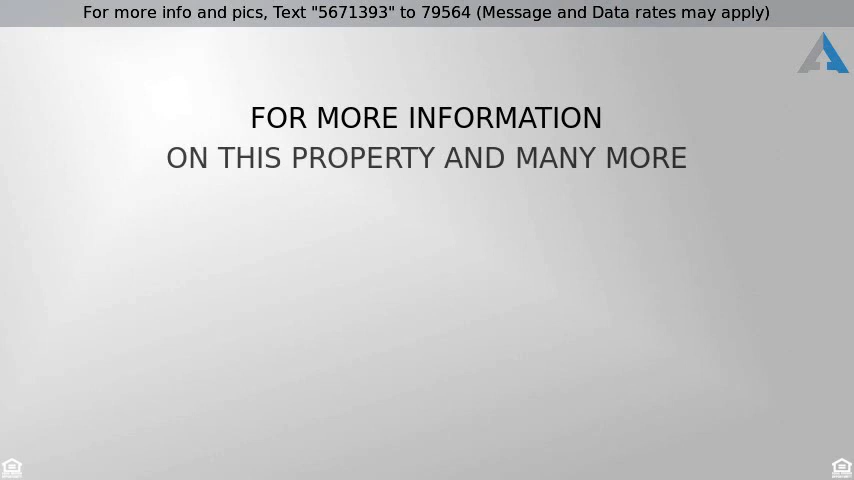 For more info and pics, Text "5671393" to 79564 (Message and Data rates may apply)
FOR MORE INFORMATION
ON THIS PROPERTY AND MANY MORE